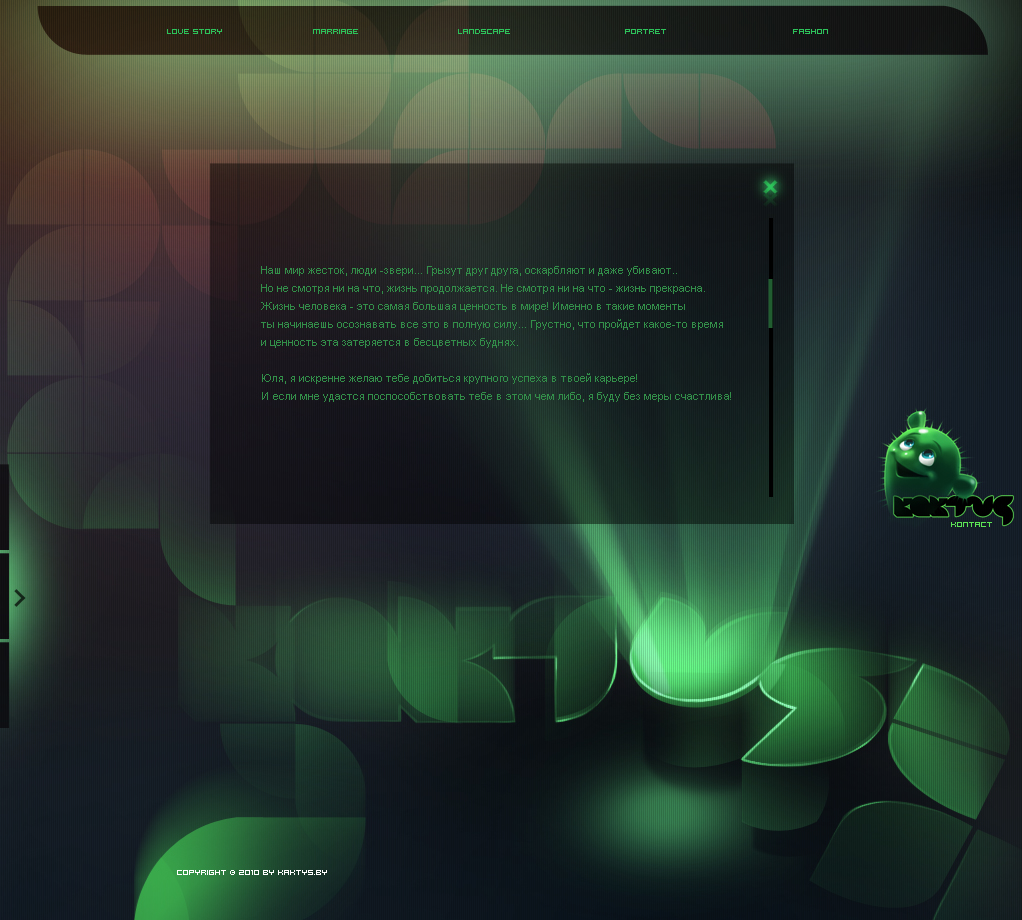 LOVE STORY
MARRIAGE
LANDSCAPE
PORTRET
FASHON
Наш мир жесток, люди -звери... Грызут друг друга, оскарбляют и даже убивают..
Но не смотря ни на что, жизнь продолжается. Не смотря ни на что - жизнь прекрасна.
Жизнь человека - это самая большая ценность в мире! Именно в такие моменты
ты начинаешь осознавать все это в полную силу... Грустно, что пройдет какое-то время
и ценность эта затеряется в бесцветных буднях.
Юля, я искренне желаю тебе добиться крупного успеха в твоей карьере!
И если мне удастся поспособствовать тебе в этом чем либо, я буду без меры счастлива!
KAKTYS
KONTACT
KAKTYS
COPYRIGHT © 2010 BY KAKTYS.BY